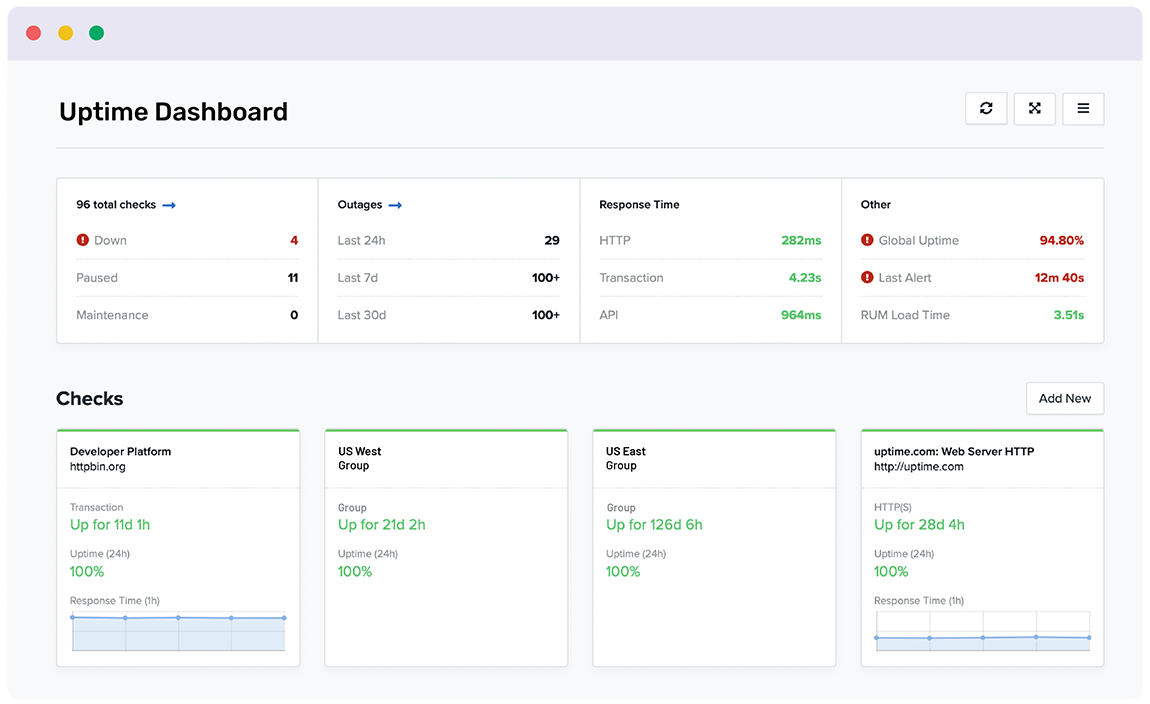 Uptime Dashboard
96 total checks
Down 4
Paused 11
Maintenance 0
Outages
Last 24h 29
Last 7d 100+
Last 30d 100+
Response Time
HTTP 282ms
Transaction 4.23s
API 964ms
Other
Global Uptime 94.80%
Last Alert 12m 40s
RUM Load Time 3.51s
Checks
Add New
Developer Platform
httpbin.org
Transaction
Up for 11d 1h
Uptime (24h)
100%
Response Time (1h)
US West
Group
Group
Up for 21d 2h
Uptime (24h)
100%
US East
Group
Group
Up for 126d 6h
Uptime (24h)
100%
uptime.com: Web Server HTTP
http://uptime.com
HTTP(S)
Up for 28d 4h
Uptime (24h)
100%
Response Time (1h)